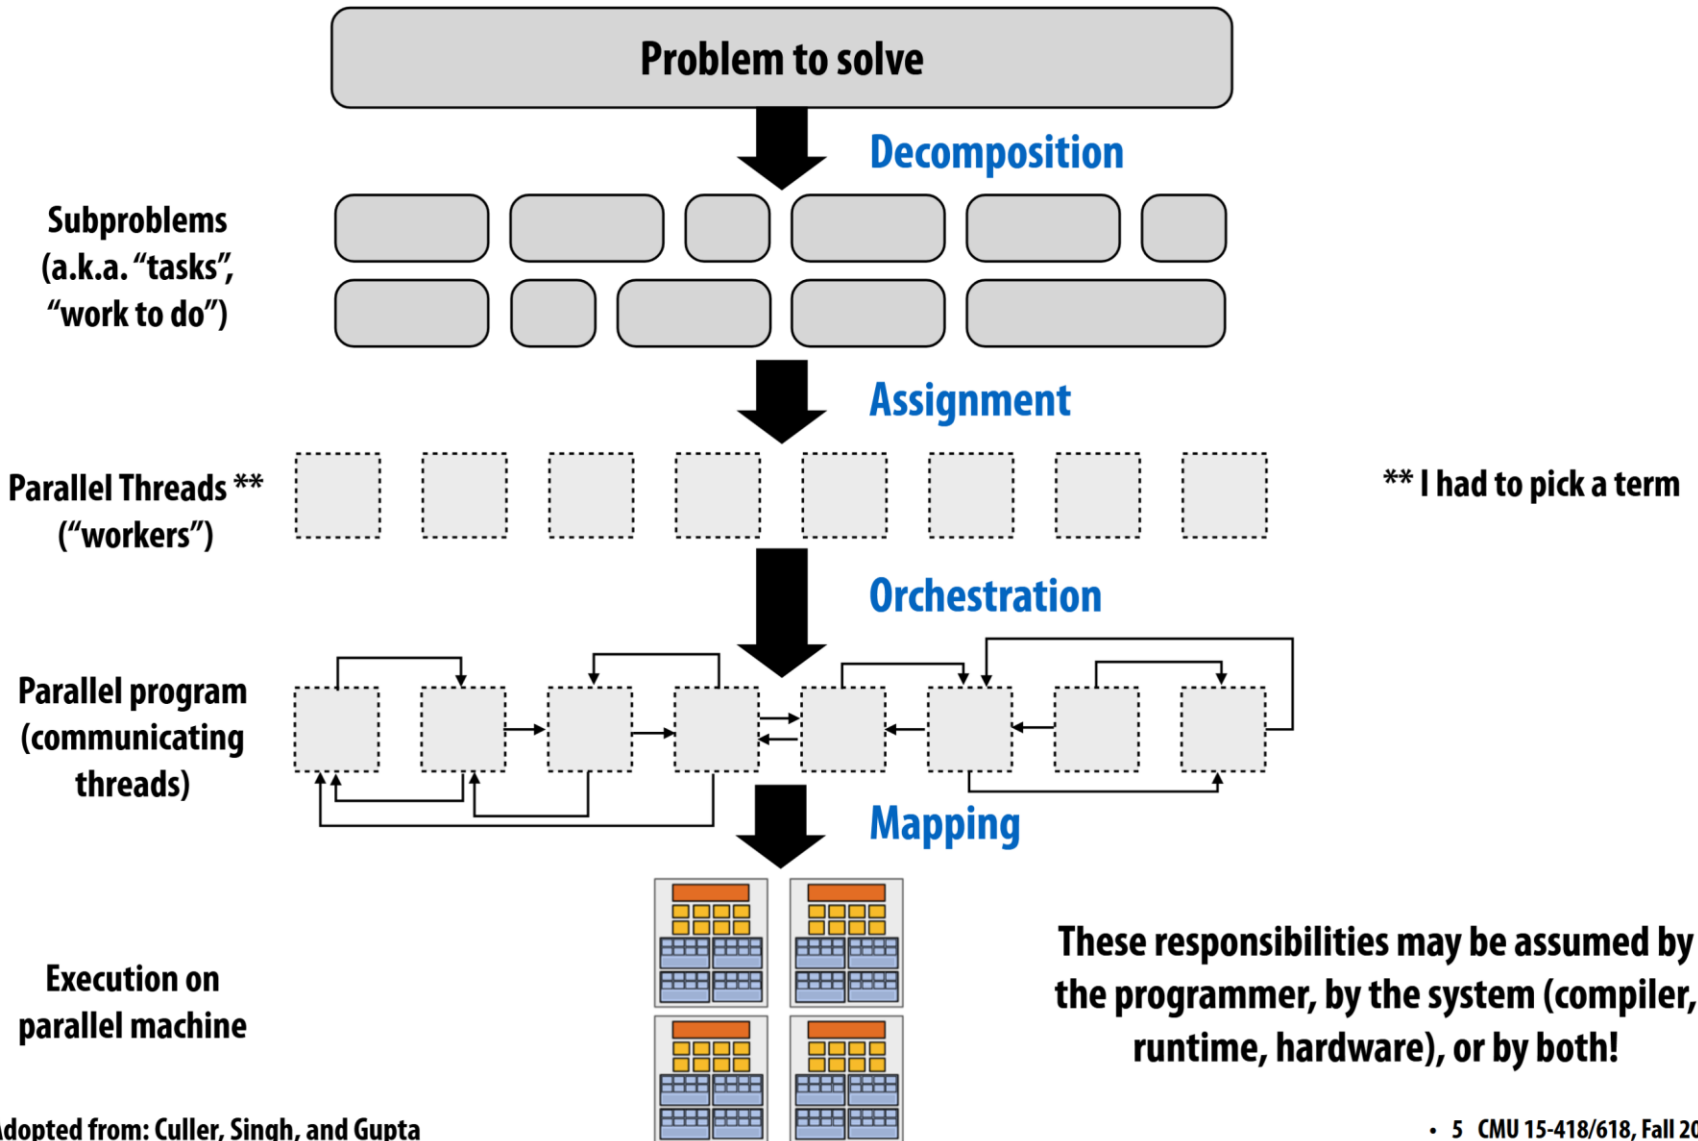 Problem to solve
Decomposition
Subproblems
(a.k.a. “tasks”,
“work to do”)
Assignment
Parallel Threads **
(“workers”)
** I had to pick a term
Orchestration
Parallel program
(communicating
threads)
Mapping
Execution on
parallel machine
These responsibilities may be assumed by
the programmer, by the system (compiler,
runtime, hardware), or by both!
Adopted from: Culler, Singh, and Gupta
• 5 CMU 15-418/618, Fall 20